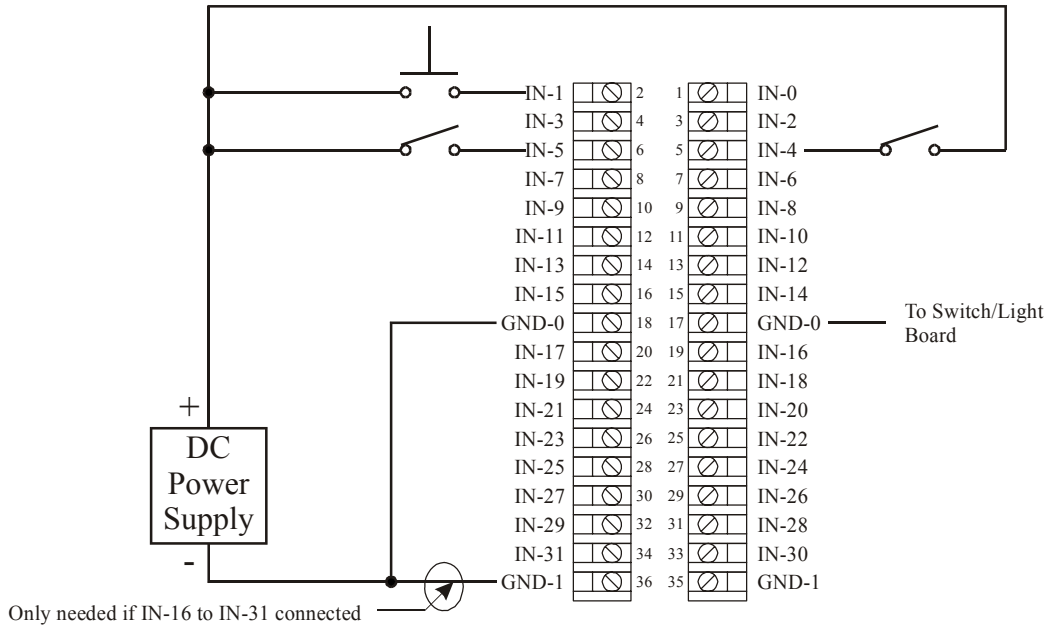 IN-1 2 1 IN-0
IN-3 4 3 IN-2
IN-5 6 5 IN-4
IN-7 8 7 IN-6
IN-9 10 9 IN-8
IN-11 12 11 IN-10
IN-13 14 13 IN-12
IN-15 16 15 IN-14
GND-0 18 17 GND-0
To Switch/Light
Board
IN-17 20 19 IN-16
IN-19 22 21 IN-18
IN-21 24 23 IN-20
IN-23 26 25 IN-22
IN-25 28 27 IN-24
IN-27 30 29 IN-26
IN-29 32 31 IN-28
IN-31 34 33 IN-30
GND-1 36 35 GND-1
+
DC
Power
Supply
-
Only needed if IN-16 to IN-31 connected